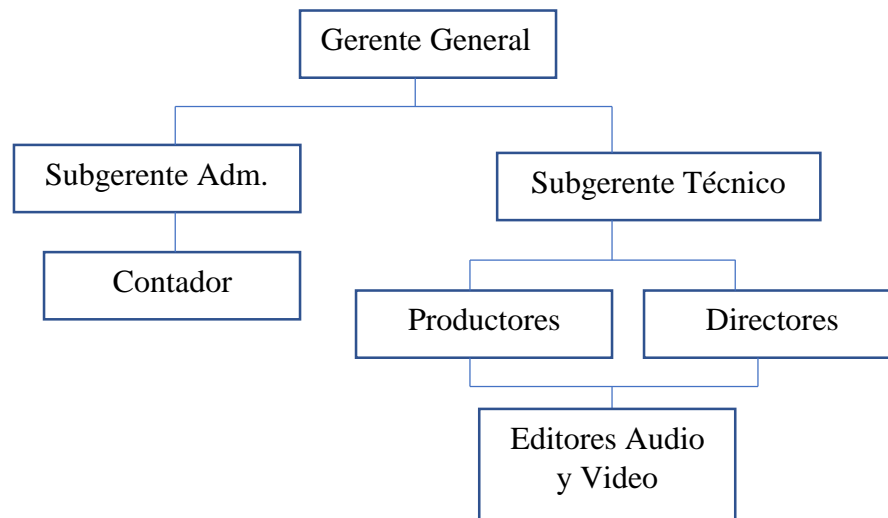 Gerente General
Subgerente Adm.
Subgerente Técnico
Contador
Productores
Directores
Editores Audio
y Video